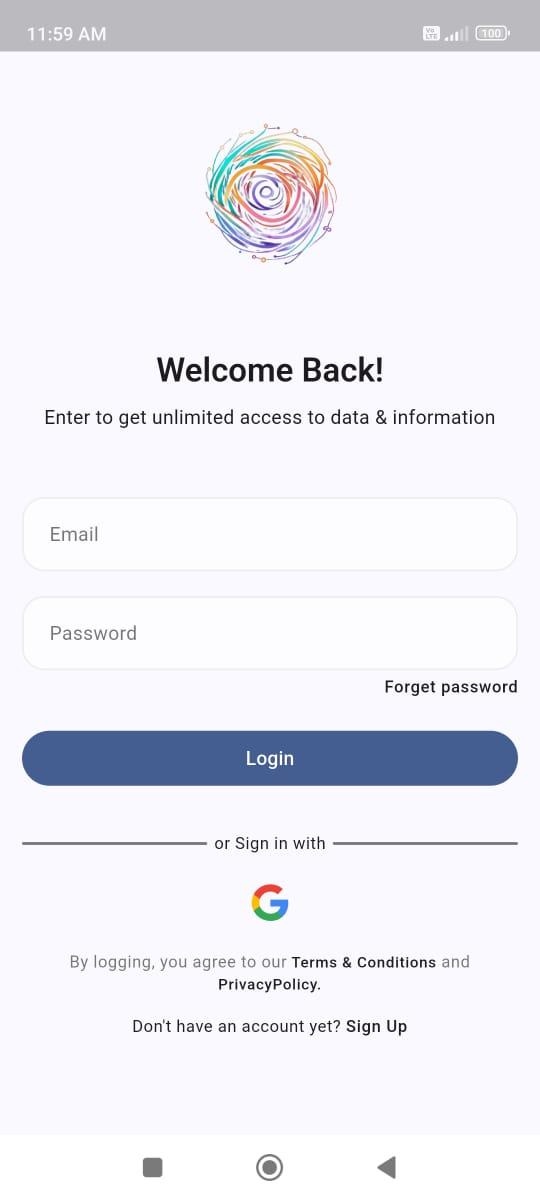 11:59 AM
Vo LTE
100
Welcome Back!
Enter to get unlimited access to data & information
Email
Password
Forget password
Login
or Sign in with
By logging, you agree to our Terms & Conditions and
PrivacyPolicy.
Don't have an account yet? Sign Up